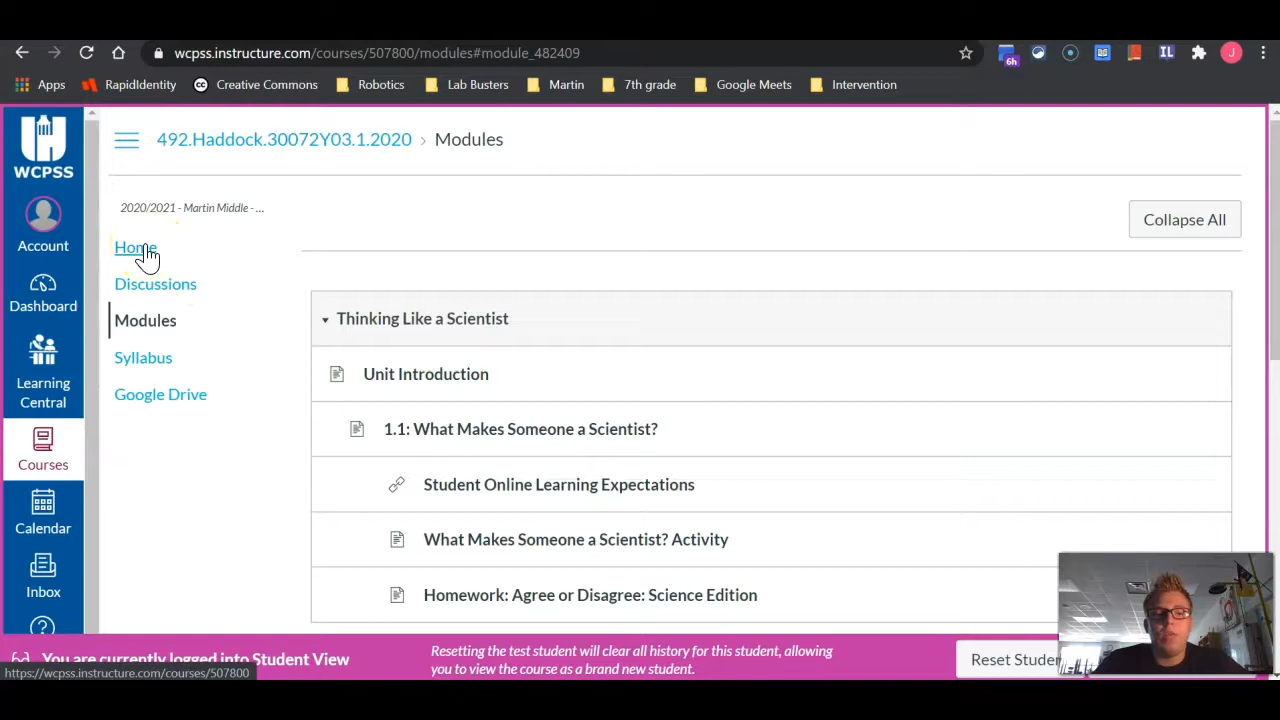 wcpss.instructure.com/courses/507800/modules#module_482409
6h
IL
J
Apps
RapidIdentity
cc
Creative Commons
Robotics
Lab Busters
Martin
7th grade
Google Meets
Intervention
WCPSS
492.Haddock.30072Y03.1.2020 › Modules
2020/2021 - Martin Middle - ...
Collapse All
Account
Home
Dashboard
Discussions
Modules
Thinking Like a Scientist
Learning
Central
Syllabus
Unit Introduction
Google Drive
1.1: What Makes Someone a Scientist?
Courses
Student Online Learning Expectations
Calendar
What Makes Someone a Scientist? Activity
Inbox
Homework: Agree or Disagree: Science Edition
You are currently logged into Student View
Resetting the test student will clear all history for this student, allowing
you to view the course as a brand new student.
Reset Studen
https://wcpss.instructure.com/courses/507800